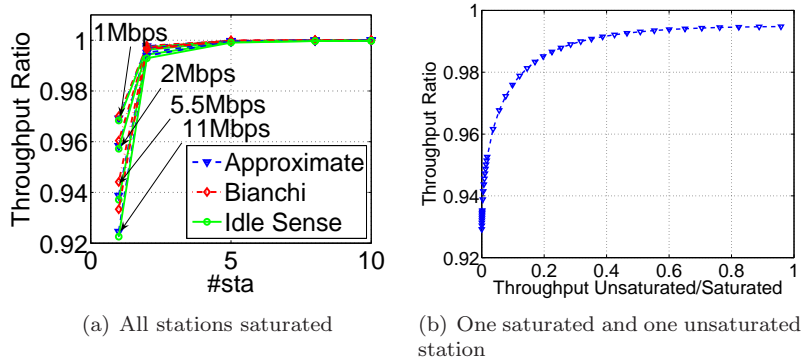 1
0.98
0.96
0.94
0.92
Throughput Ratio
1Mbps
2Mbps
5.5Mbps
11Mbps
Approximate
Bianchi
Idle Sense
0
5
10
#sta
(a) All stations saturated
1
0.98
0.96
0.94
0.92
Throughput Ratio
0
0.2
0.4
0.6
0.8
1
Throughput Unsaturated/Saturated
(b) One saturated and one unsaturated
station